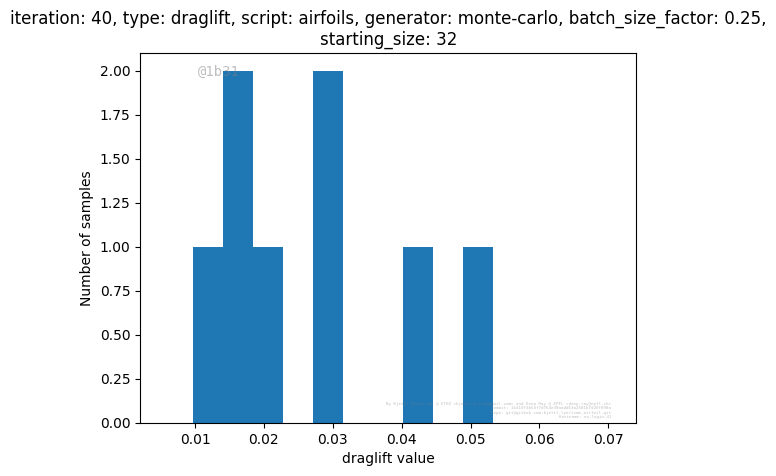 iteration: 40, type: draglift, script: airfoils, generator: monte-carlo, batch_size_factor: 0.25,
starting_size: 32
@1b31
2.00
1.75
1.50
1.25
1.00
0.75
0.50
0.25
0.00
Number of samples
0.01 0.02 0.03 0.04 0.05 0.06 0.07
draglift value